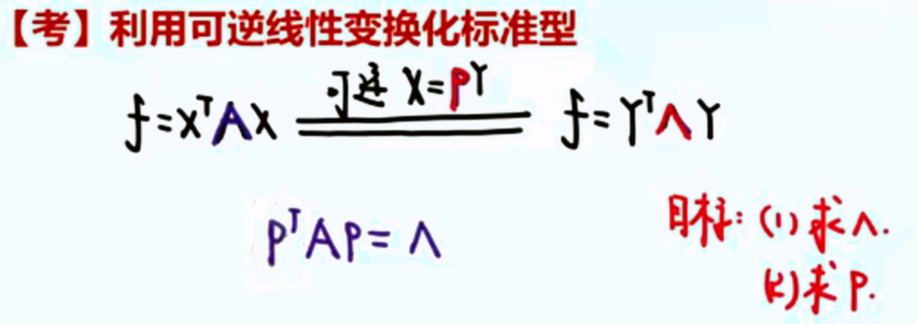 【考】利用可逆线性变换化标准型
f=XᵀAX 可逆 X=PY f=YᵀΛY
PᵀAP=Λ
目标:(1)求Λ.
(2)求P.